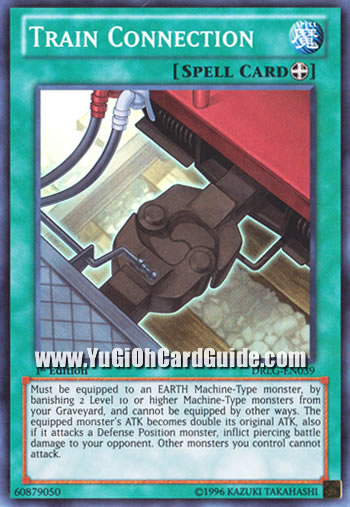 TRAIN CONNECTION
魔
[SPELL CARD]
www.YuGiOhCardGuide.com
1st Edition
DRLG-EN039
Must be equipped to an EARTH Machine-Type monster, by
banishing 2 Level 10 or higher Machine-Type monsters from
your Graveyard, and cannot be equipped by other ways. The
equipped monster's ATK becomes double its original ATK, also
if it attacks a Defense Position monster, inflict piercing battle
damage to your opponent. Other monsters you control cannot
attack.
60879050
©1996 KAZUKI TAKAHASHI